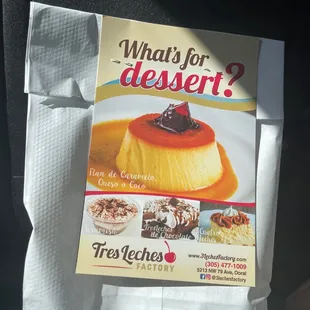 What's for
dessert?
Flan de Caramelo,
Queso o Coco
Tres Leches
de Chocolate
Tres Leches
FACTORY
www.3LechesFactory.com
(305) 477-1009
5213 NW 79 Ave, Doral
@3lechesfactory